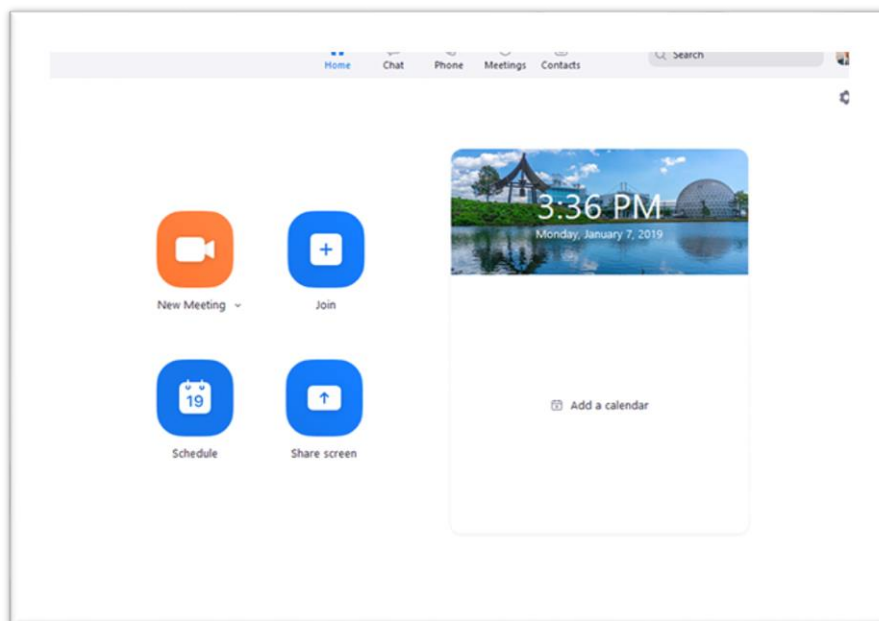 Home Chat Phone Meetings Contacts Search
3:36 PM
Monday, January 7, 2019
New Meeting Join
19
Schedule Share screen
Add a calendar